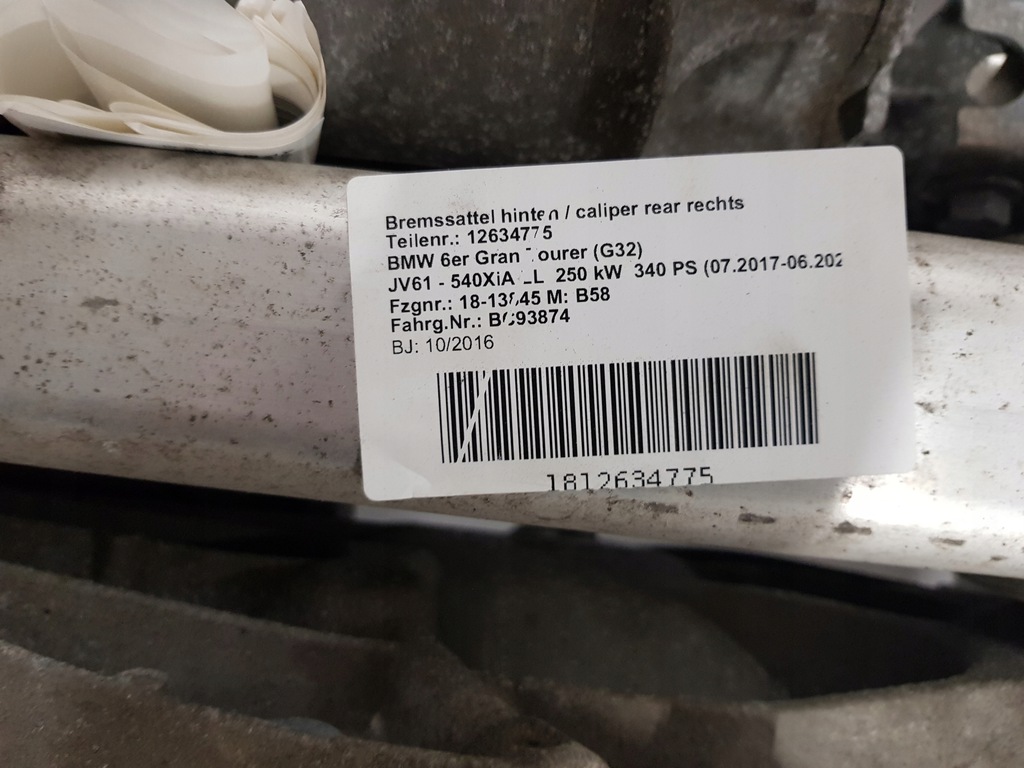 Bremssattel hinten / caliper rear rechts
Teilenr.: 12634775
BMW 6er Gran Tourer (G32)
JV61 - 540XiA LL 250 kW 340 PS (07.2017-06.202
Fzgnr.: M: B58
Fahrg.Nr.:
BJ: 10/2016
1812634775